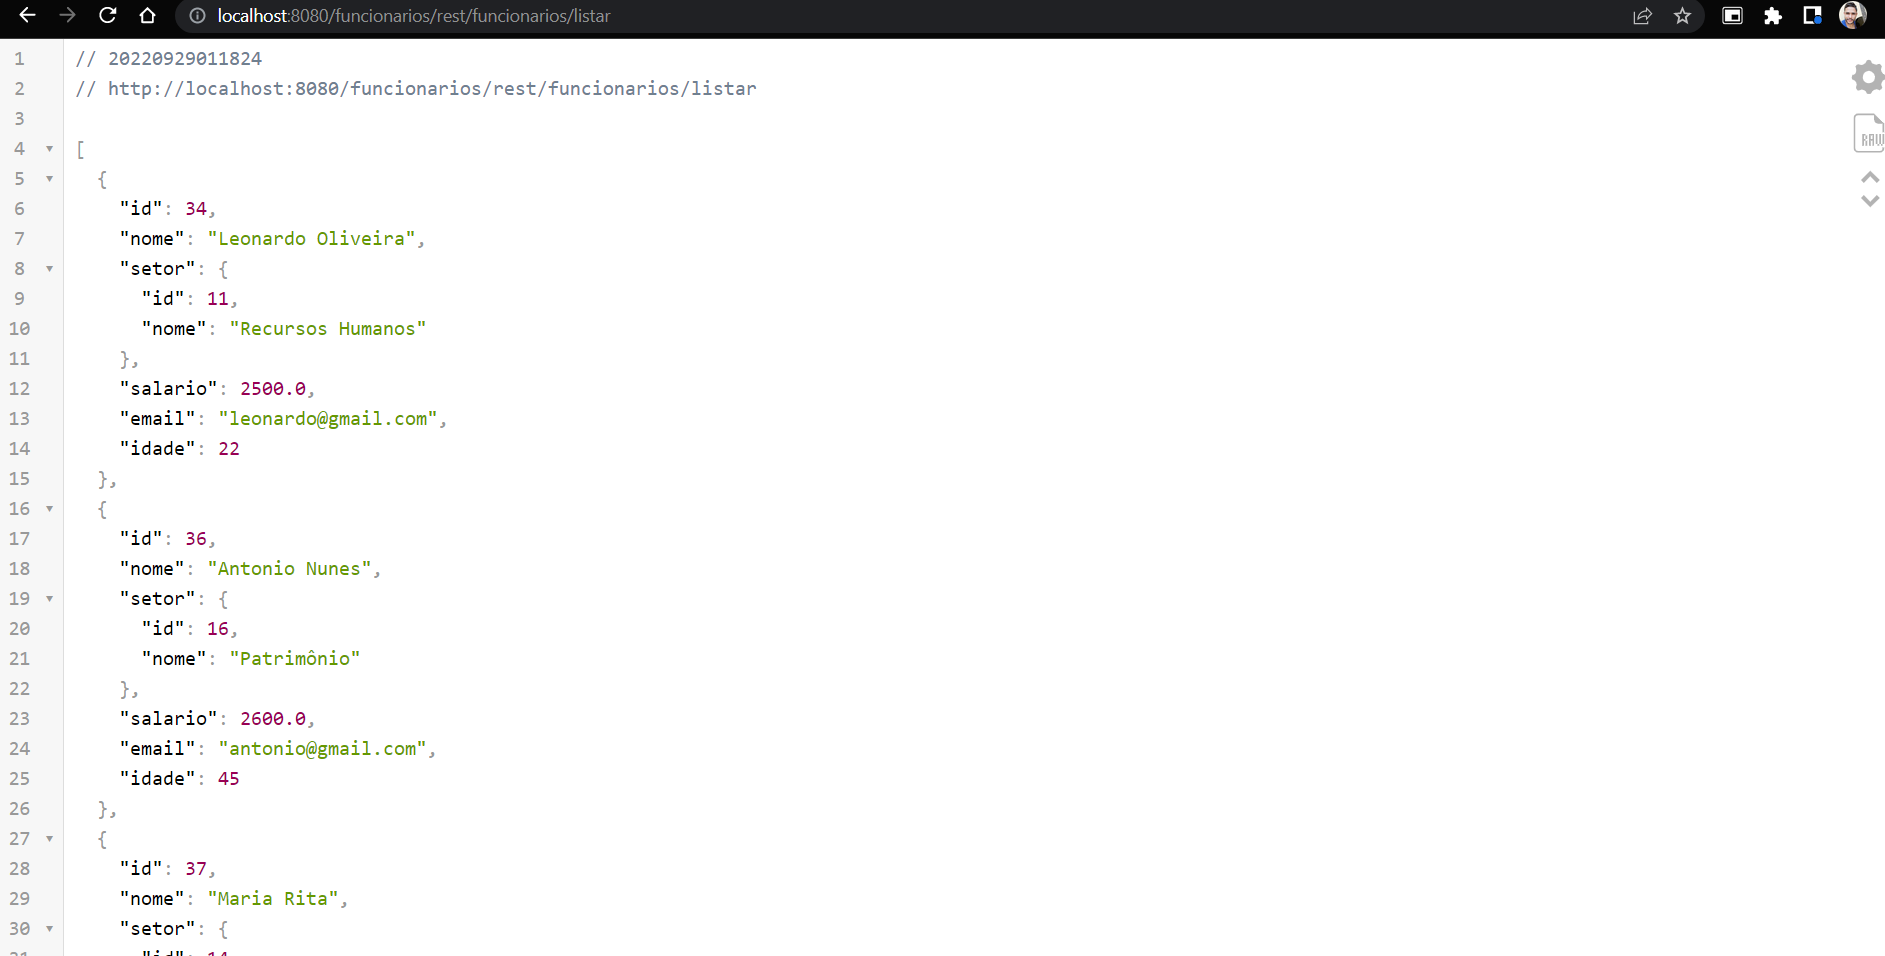 localhost:8080/funcionarios/rest/funcionarios/listar
1 // 20220929011824
2 // http://localhost:8080/funcionarios/rest/funcionarios/listar
3
4 [
5 {
6 "id": 34,
7 "nome": "Leonardo Oliveira",
8 "setor": {
9 "id": 11,
10 "nome": "Recursos Humanos"
11 },
12 "salario": 2500.0,
13 "email": "leonardo@gmail.com",
14 "idade": 22
15 },
16 {
17 "id": 36,
18 "nome": "Antonio Nunes",
19 "setor": {
20 "id": 16,
21 "nome": "Patrimônio"
22 },
23 "salario": 2600.0,
24 "email": "antonio@gmail.com",
25 "idade": 45
26 },
27 {
28 "id": 37,
29 "nome": "Maria Rita",
30 "setor": {
31 "id": 14
RAW